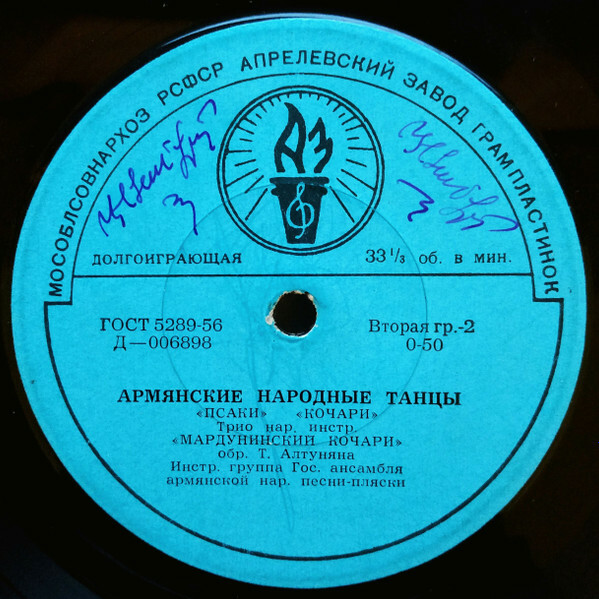 МОСОБЛСОВНАРХОЗ РСФСР АПРЕЛЕВСКИЙ ЗАВОД ГРАМПЛАСТИНОК
АЗ
ДОЛГОИГРАЮЩАЯ 33 1/3 об. в мин.
ГОСТ 5289-56 Вторая гр.-2
Д—006898 0-50
АРМЯНСКИЕ НАРОДНЫЕ ТАНЦЫ
«ПСАКИ» «КОЧАРИ»
Трио нар. инстр.
«МАРДУНИНСКИЙ КОЧАРИ»
обр. Т. Алтуняна
Инстр. группа Гос. ансамбля
армянской нар. песни-пляски